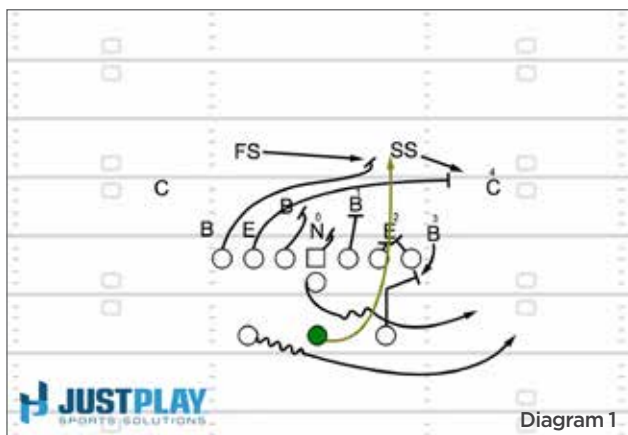 FS SS
C 4
C
B 1
B
B E N 0 E 2 B 3
JUSTPLAY
SPORTS SOLUTIONS
Diagram 1